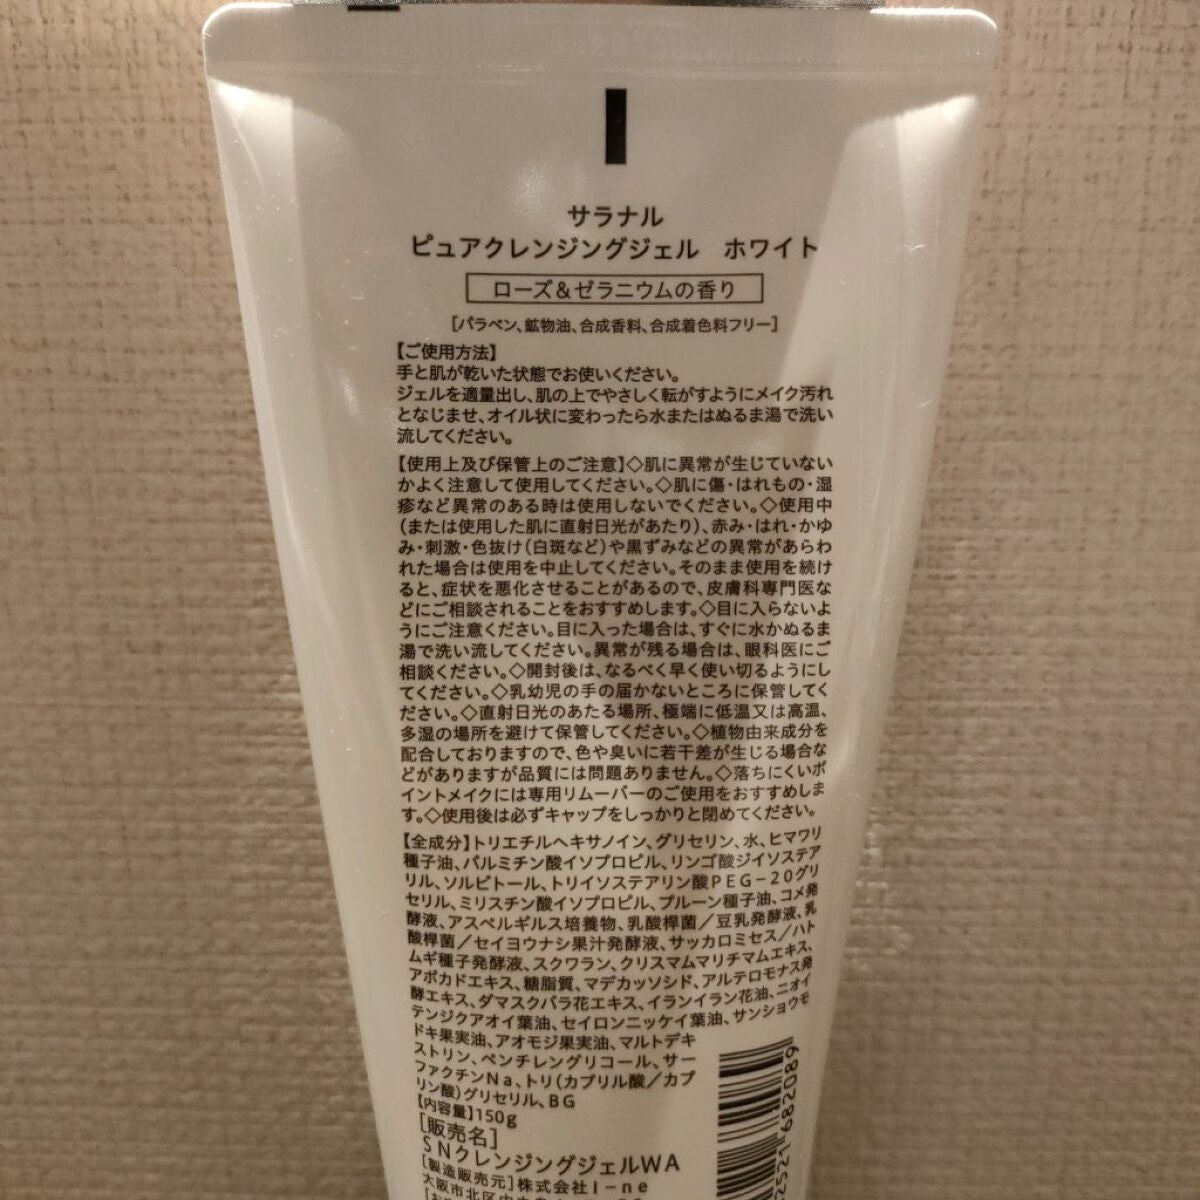 サラナル
ピュアクレンジングジェル ホワイト
ローズ&ゼラニウムの香り
[パラベン、鉱物油、合成香料、合成着色料フリー]
【ご使用方法】
手と肌が乾いた状態でお使いください。
ジェルを適量出し、肌の上でやさしく転がすようにメイク汚れ
となじませ、オイル状に変わったら水またはぬるま湯で洗い
流してください。
【使用上及び保管上のご注意】◇肌に異常が生じていない
かよく注意して使用してください。◇肌に傷・はれもの・湿
疹など異常のある時は使用しないでください。◇使用中
(または使用した肌に直射日光があたり)、赤み・はれ・かゆ
み・刺激・色抜け(白斑など)や黒ずみなどの異常があらわ
れた場合は使用を中止してください。そのまま使用を続け
ると、症状を悪化させることがあるので、皮膚科専門医な
どにご相談されることをおすすめします。◇目に入らないよ
うにご注意ください。目に入った場合は、すぐに水かぬるま
湯で洗い流してください。異常が残る場合は、眼科医にご
相談ください。◇開封後は、なるべく早く使い切るようにし
てください。◇乳幼児の手の届かないところに保管してく
ださい。◇直射日光のあたる場所、極端に低温又は高温、
多湿の場所を避けて保管してください。◇植物由来成分を
配合しておりますので、色や臭いに若干差が生じる場合な
どがありますが品質には問題ありません。◇落ちにくいポ
イントメイクには専用リムーバーのご使用をおすすめしま
す。◇使用後は必ずキャップをしっかりと閉めてください。
【全成分】トリエチルヘキサノイン、グリセリン、水、ヒマワリ
種子油、パルミチン酸イソプロピル、リンゴ酸ジイソステア
リル、ソルビトール、トリイソステアリン酸PEG-20グリ
セリル、ミリスチン酸イソプロピル、プルーン種子油、コメ発
酵液、アスペルギルス培養物、乳酸桿菌/豆乳発酵液、乳
酸桿菌/セイヨウナシ果汁発酵液、サッカロミセス/ハト
ムギ種子発酵液、スクワラン、クリスマムマリチマムエキス、
アボカドエキス、糖脂質、マデカッソシド、アルテロモナス発
酵エキス、ダマスクバラ花エキス、イランイラン花油、ニオイ
テンジクアオイ葉油、セイロンニッケイ葉油、サンショウモ
ドキ果実油、アオモジ果実油、マルトデキ
ストリン、ペンチレングリコール、サー
ファクチンNa、トリ(カプリル酸/カプ
リン酸)グリセリル、BG
【内容量】150g
[販売名]
SNクレンジングジェルWA
[製造販売元]株式会社I-ne
大阪市北区中
2521682089